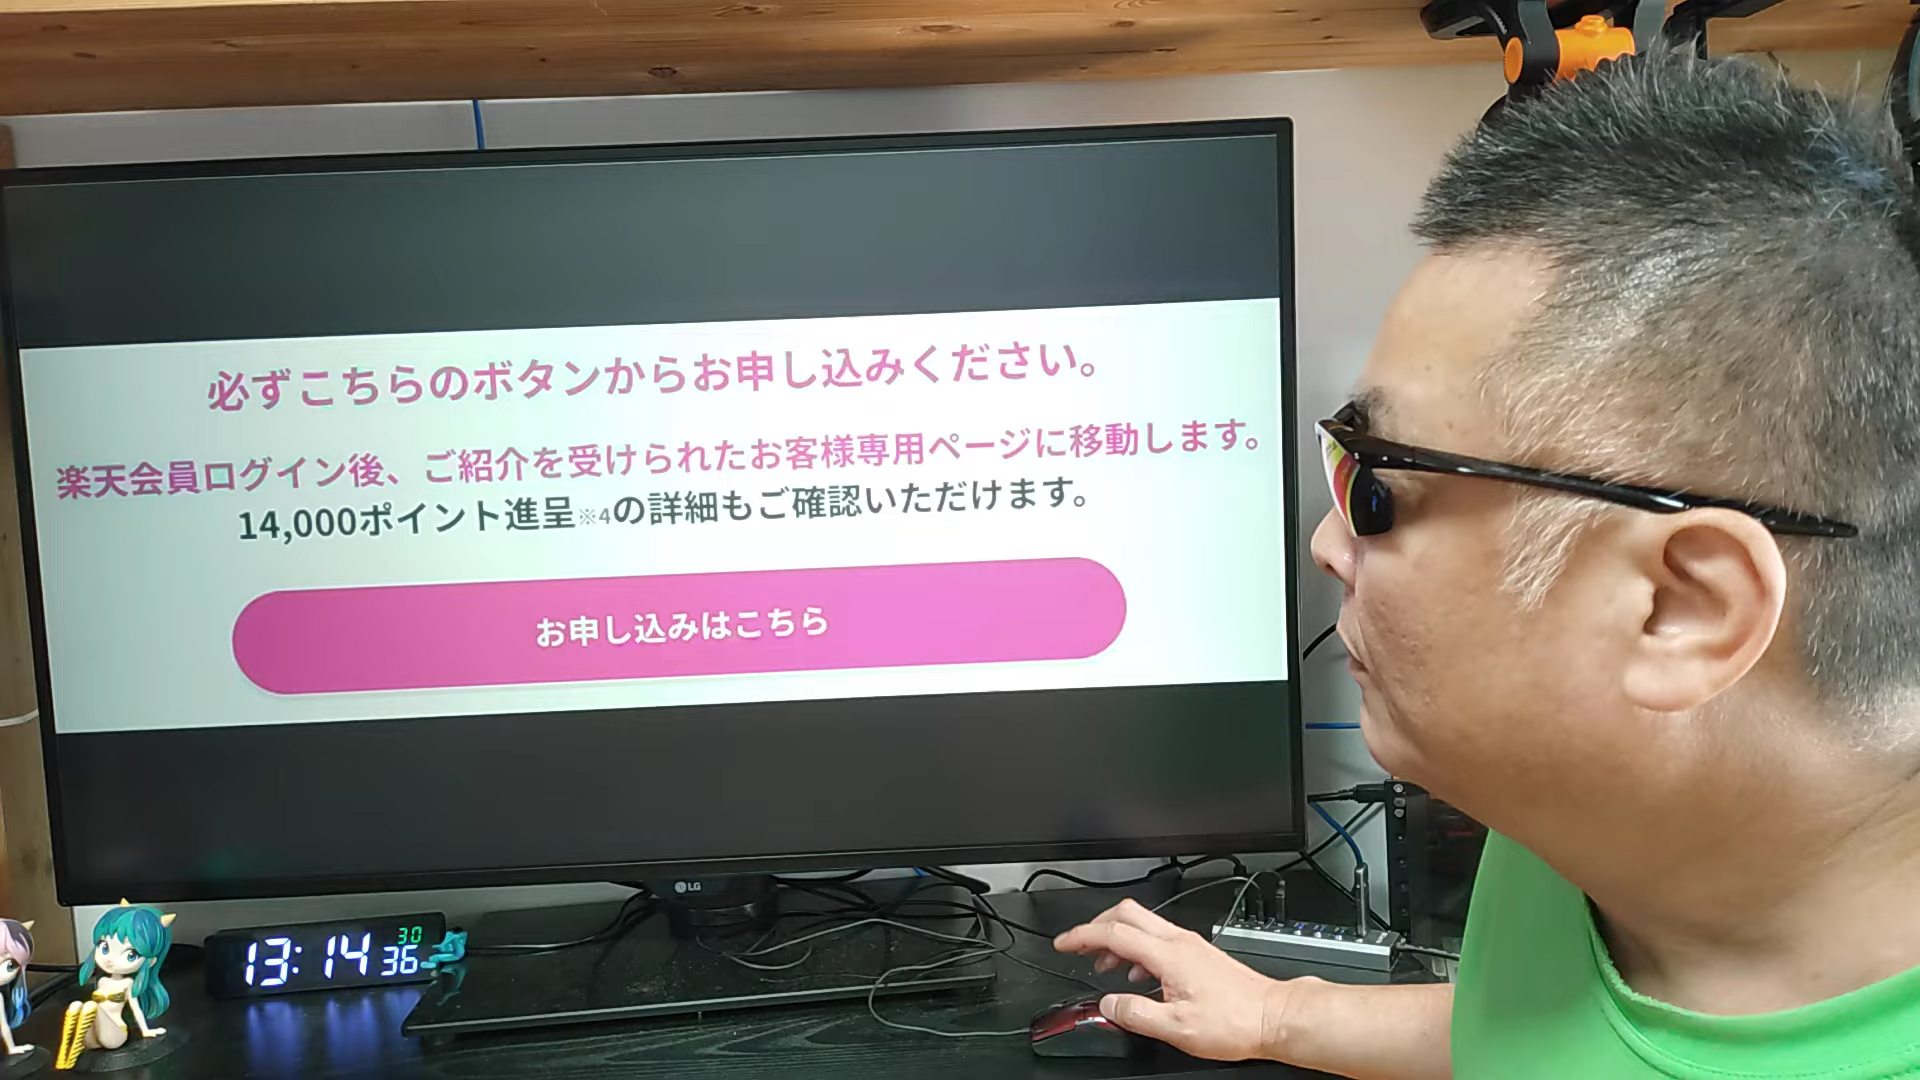 必ずこちらのボタンからお申し込みください。
楽天会員ログイン後、ご紹介を受けられたお客様専用ページに移動します。
14,000ポイント進呈※4の詳細もご確認いただけます。
お申し込みはこちら
LG
30
13:14 36